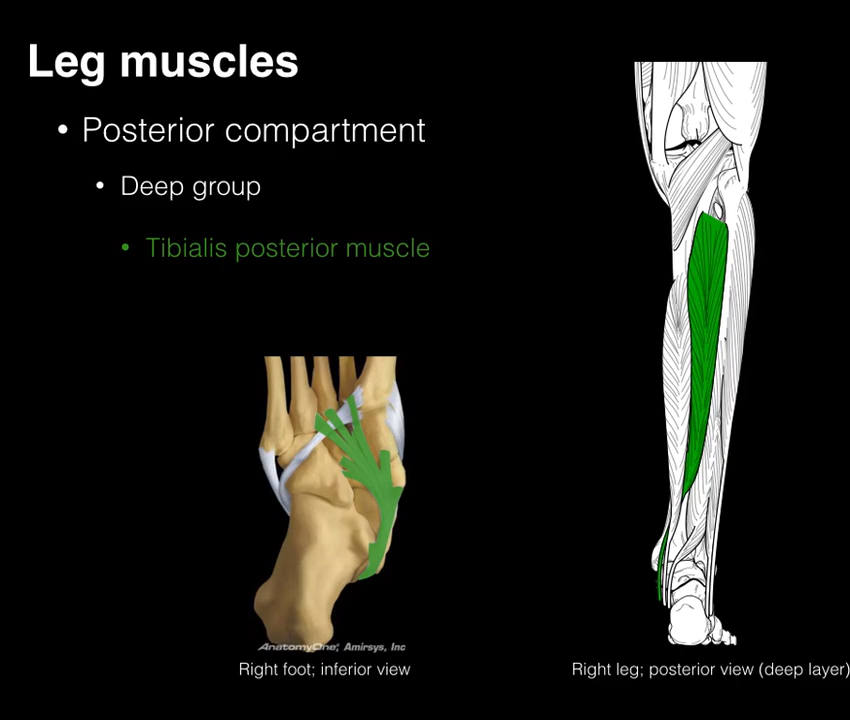 Leg muscles
• Posterior compartment
• Deep group
• Tibialis posterior muscle
AnatomyOne, Amirsys, Inc
Right foot; inferior view
Right leg; posterior view (deep layer)